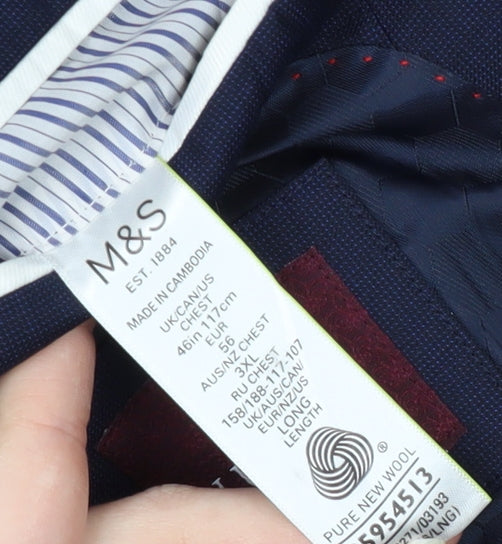 M&S
EST. 1884
MADE IN CAMBODIA
UK/CAN/US
CHEST
46in 117cm
EUR
56
AUS/NZ CHEST
3XL
RU CHEST
158/188-117-107
UK/AUS/CAN/
EUR/NZ/US
LONG
LENGTH
®
PURE NEW WOOL
5954513